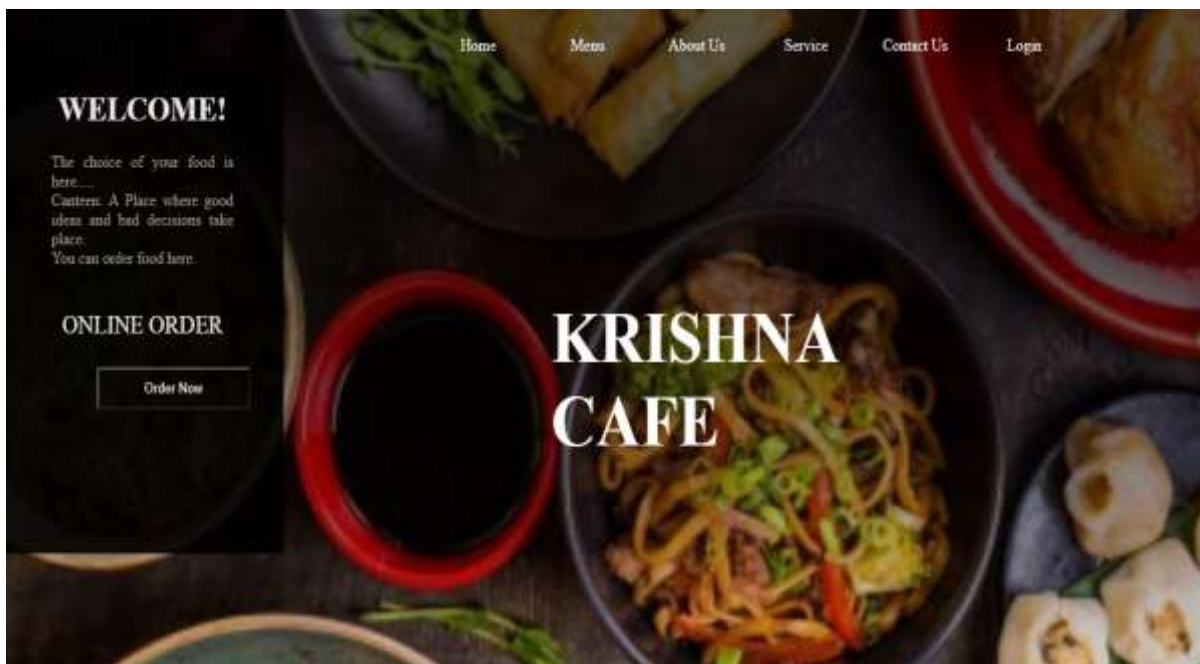 Home Menu About Us Service Contact Us Login
WELCOME!
The choice of your food is
here.....
Canteen: A Place where good
ideas and bad decisions take
place.
You can order food here.
ONLINE ORDER
Order Now
KRISHNA
CAFE